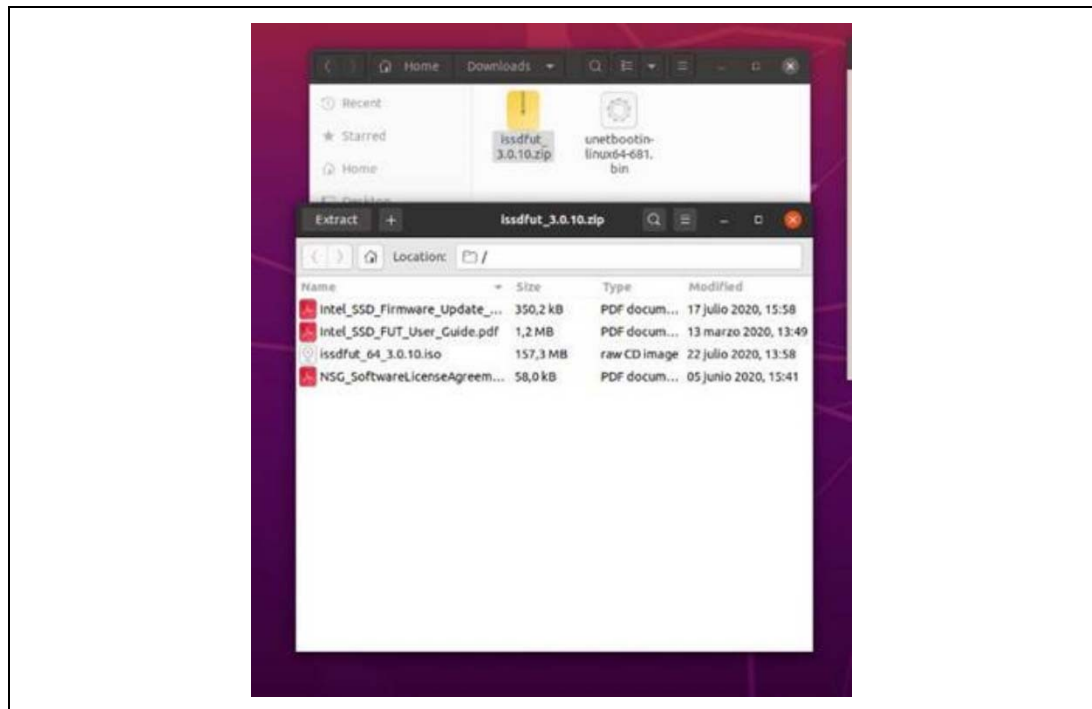 Home Downloads
Recent
Starred
Home
Desktop
issdfut_
3.0.10.zip
unetbootin-
linux64-681.
bin
Extract + issdfut_3.0.10.zip
Location: /
Name Size Type Modified
Intel_SSD_Firmware_Update_... 350,2 kB PDF docum... 17 julio 2020, 15:58
Intel_SSD_FUT_User_Guide.pdf 1,2 MB PDF docum... 13 marzo 2020, 13:49
issdfut_64_3.0.10.iso 157,3 MB raw CD image 22 julio 2020, 13:58
NSG_SoftwareLicenseAgreem... 58,0 kB PDF docum... 05 junio 2020, 15:41